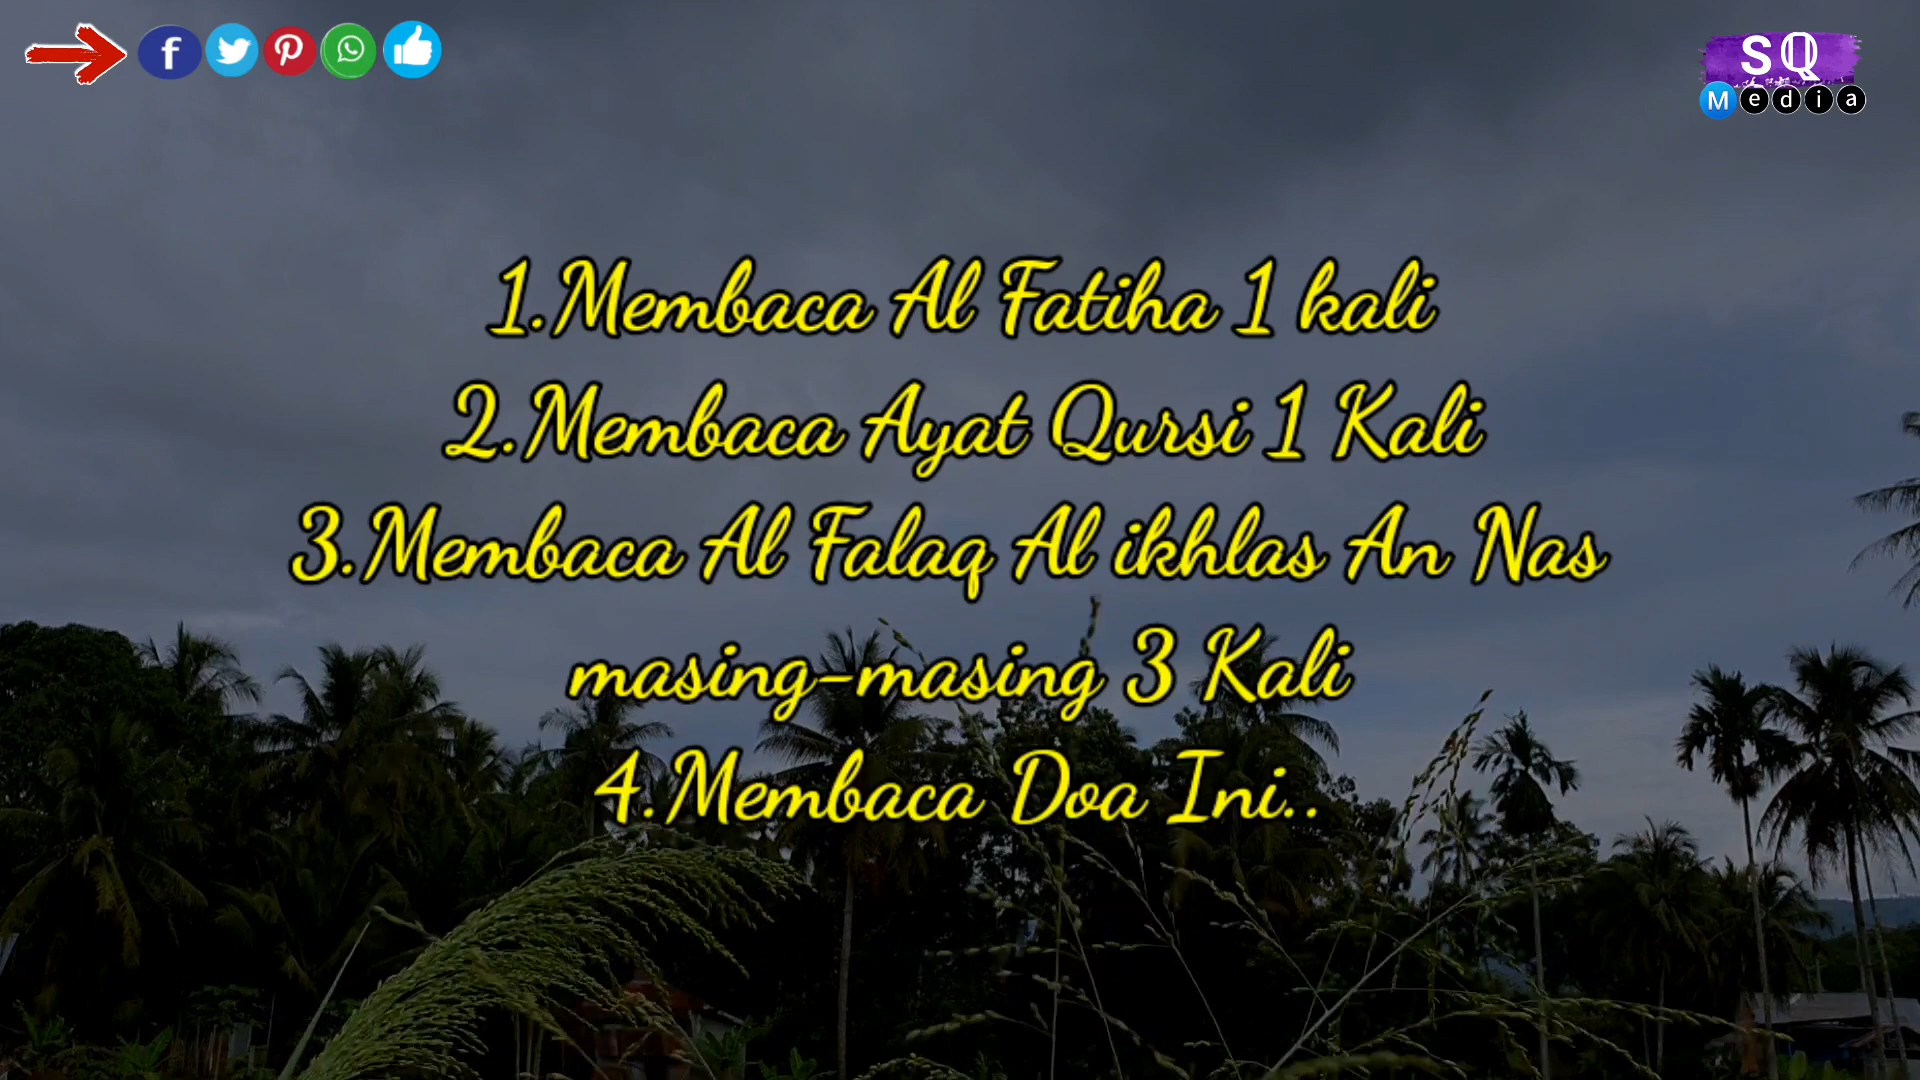 SQ
Media
1.Membaca Al Fatiha 1 kali
2.Membaca Ayat Qursi 1 Kali
3.Membaca Al Falaq Al ikhlas An Nas
masing-masing 3 Kali
4.Membaca Doa Ini..